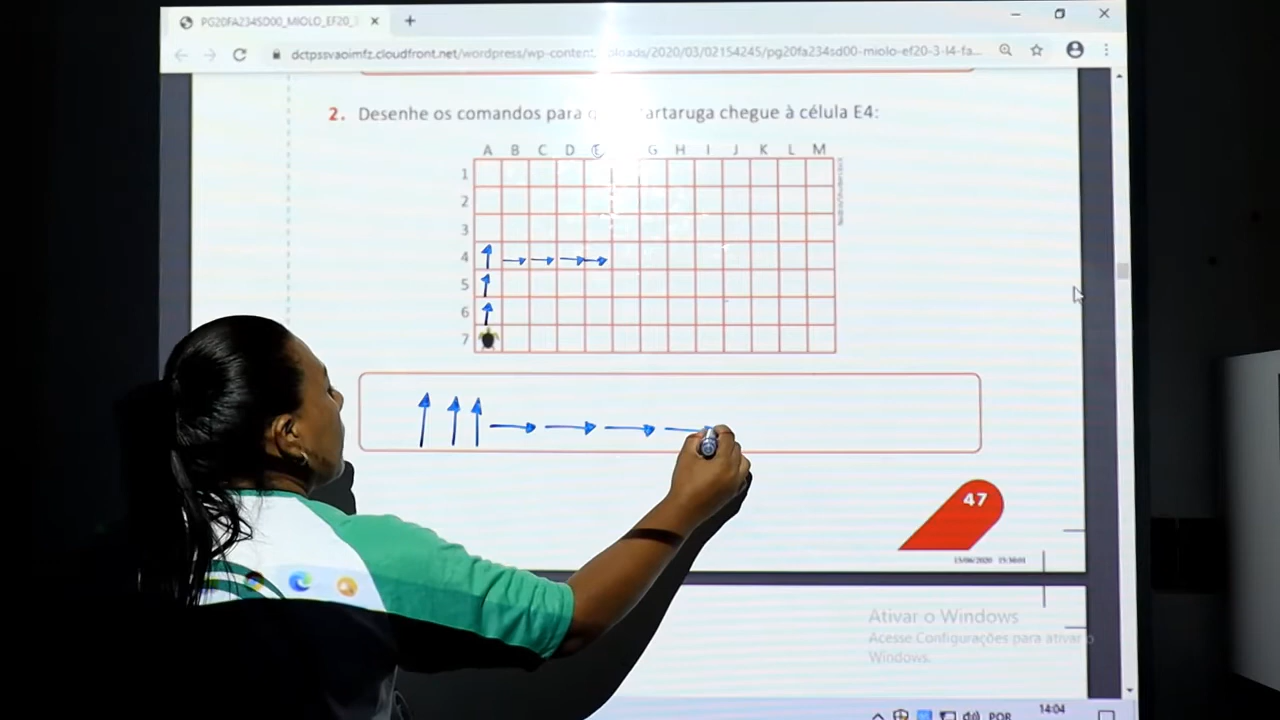 PG20FA234SD00_MIOLO_EF20_
dctpssvaoimfz.cloudfront.net/wordpress/wp-content oads/2020/03/02154245/pg20fa234sd00-miolo-ef20-3-l4-fa...
2. Desenhe os comandos para artaruga chegue à célula E4:
A B C D E G H I J K L M
1
2
3
4
5
6
7
47
Ativar o Windows
Acesse Configurações para ativar o
Windows.
POR
14:04